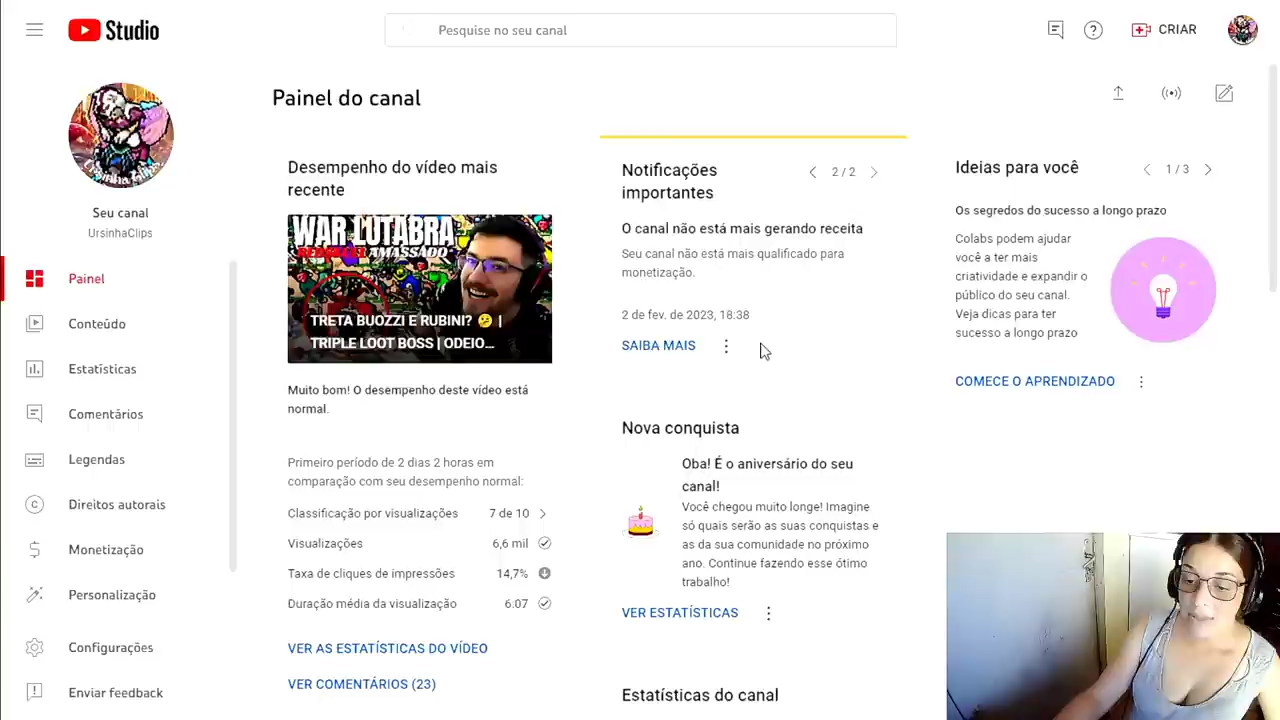 Studio
Pesquise no seu canal
CRIAR
Seu canal
UrsinhaClips
Painel
Conteúdo
Estatísticas
Comentários
Legendas
Direitos autorais
Monetização
Personalização
Configurações
Enviar feedback
Painel do canal
Desempenho do vídeo mais
recente
WAR LUTABRA
AMASSADO
TRETA BUOZZI E RUBINI? 🤨 |
TRIPLE LOOT BOSS | ODEIO...
Muito bom! O desempenho deste vídeo está
normal.
Primeiro período de 2 dias 2 horas em
comparação com seu desempenho normal:
Classificação por visualizações 7 de 10
Visualizações 6,6 mil
Taxa de cliques de impressões 14,7%
Duração média da visualização 6:07
VER AS ESTATÍSTICAS DO VÍDEO
VER COMENTÁRIOS (23)
Notificações
importantes
2 / 2
O canal não está mais gerando receita
Seu canal não está mais qualificado para
monetização.
2 de fev. de 2023, 18:38
SAIBA MAIS
Nova conquista
Oba! É o aniversário do seu
canal!
Você chegou muito longe! Imagine
só quais serão as suas conquistas e
as da sua comunidade no próximo
ano. Continue fazendo esse ótimo
trabalho!
VER ESTATÍSTICAS
Estatísticas do canal
Ideias para você
1 / 3
Os segredos do sucesso a longo prazo
Colabs podem ajudar
você a ter mais
criatividade e expandir o
público do seu canal.
Veja dicas para ter
sucesso a longo prazo
COMECE O APRENDIZADO